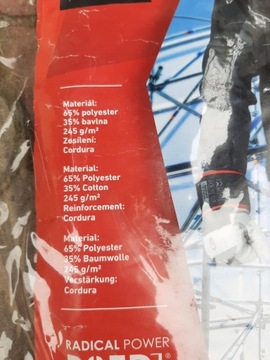 Materiál:
65% polyester
35% bavlna
245 g/m²
Zesílení:
Cordura
Material:
65% Polyester
35% Cotton
245 g/m²
Reinforcement:
Cordura
Material:
65% Polyester
35% Baumwolle
245 g/m²
Verstärkung:
Cordura
RADICAL POWER